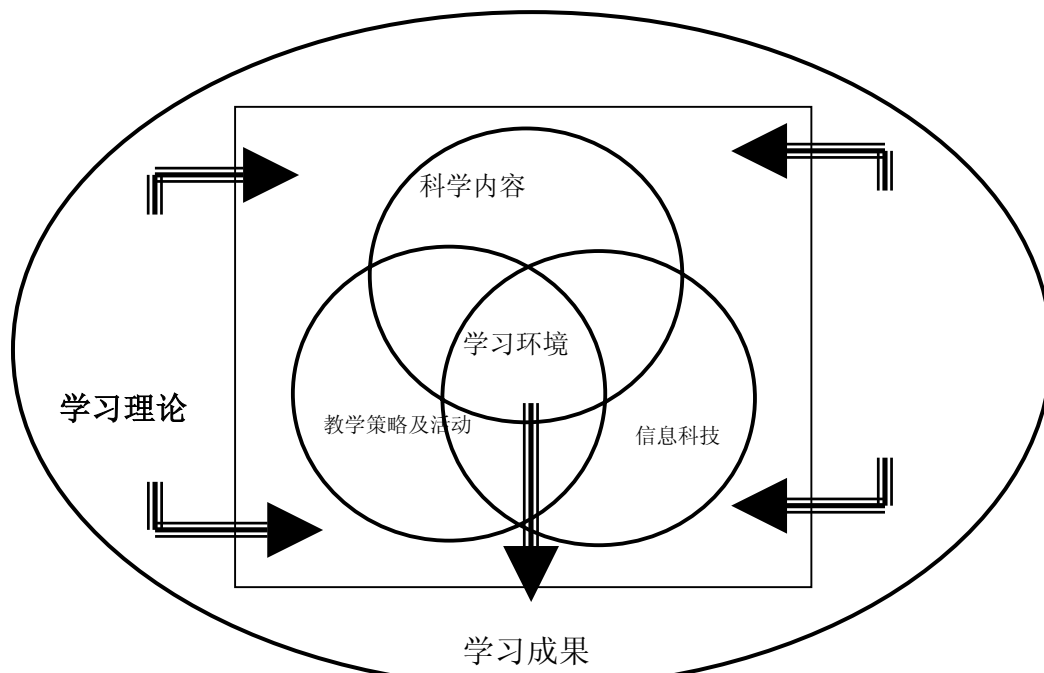 科学内容
学习环境
学习理论
教学策略及活动
信息科技
学习成果